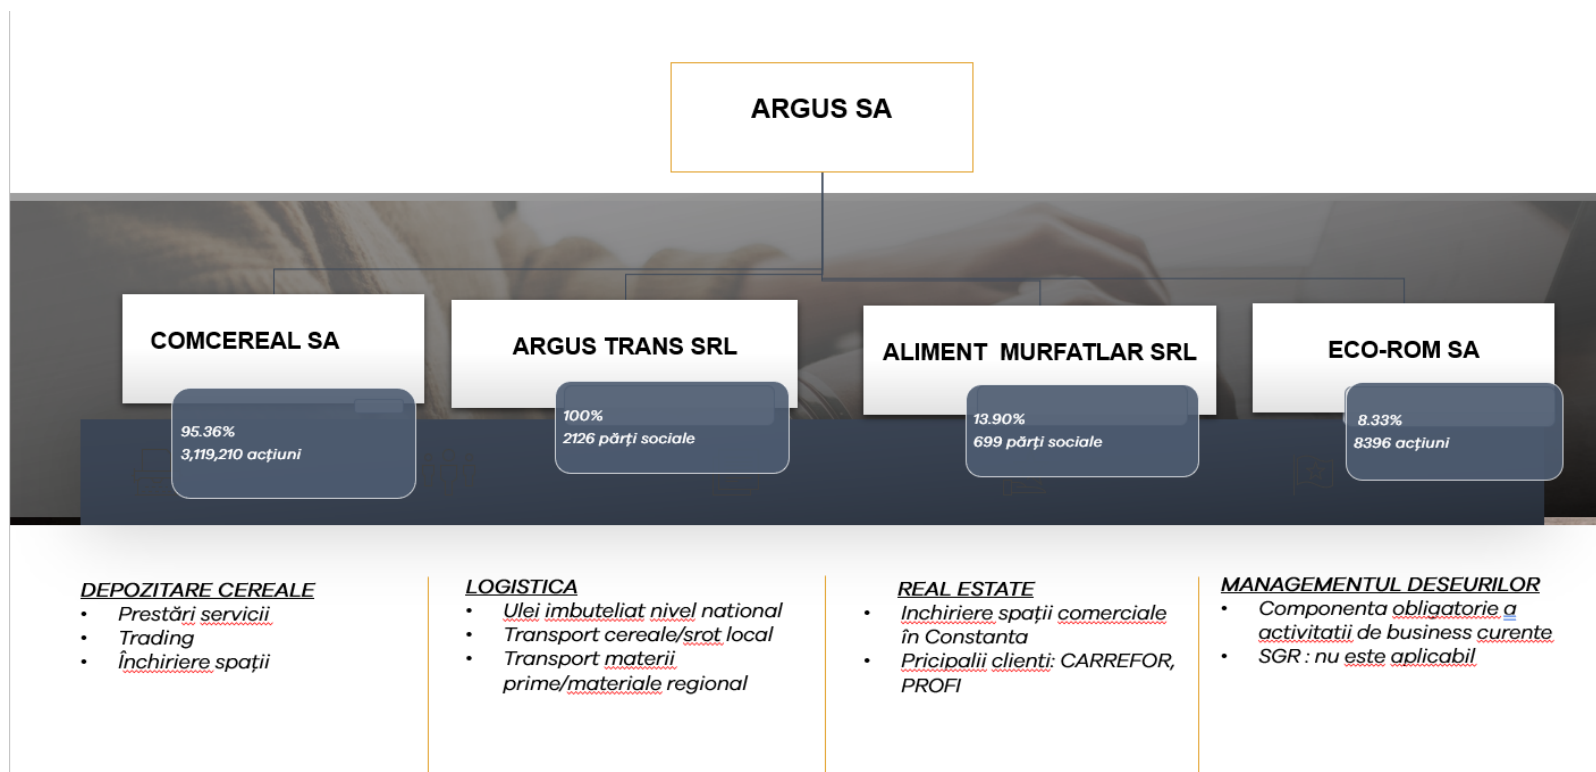 ARGUS SA
COMCEREAL SA
95.36%
3,119,210 acțiuni
ARGUS TRANS SRL
100%
2126 părți sociale
ALIMENT MURFATLAR SRL
13.90%
699 părți sociale
ECO-ROM SA
8.33%
8396 acțiuni
DEPOZITARE CEREALE
• Prestări servicii
• Trading
• Închiriere spații
LOGISTICA
• Ulei imbuteliat nivel national
• Transport cereale/srot local
• Transport materii
prime/materiale regional
REAL ESTATE
• Inchiriere spații comerciale
în Constanta
• Pricipalii clienti: CARREFOR,
PROFI
MANAGEMENTUL DESEURILOR
• Componenta obligatorie a
activitatii de business curente
• SGR : nu este aplicabil